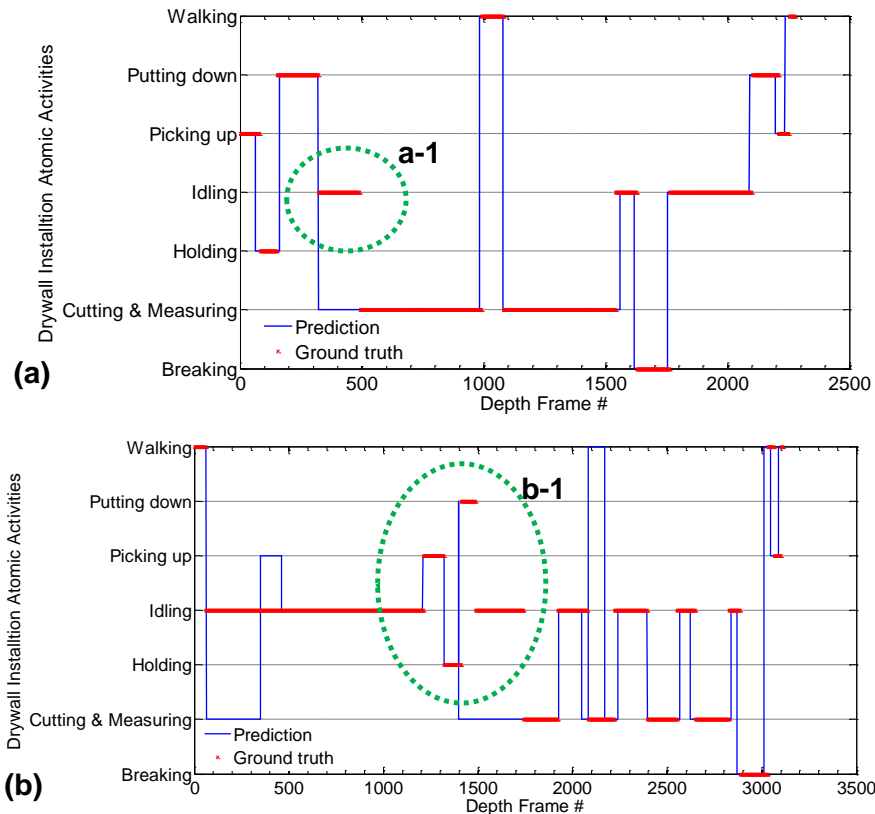 Walking
Putting down
Picking up
Idling
Holding
Cutting & Measuring
Breaking
Drywall Installtion Atomic Activities
a-1
Prediction
Ground truth
(a)
0 500 1000 1500 2000 2500
Depth Frame #
Walking
Putting down
Picking up
Idling
Holding
Cutting & Measuring
Breaking
Drywall Installtion Atomic Activities
b-1
Prediction
Ground truth
(b)
0 500 1000 1500 2000 2500 3000 3500
Depth Frame #